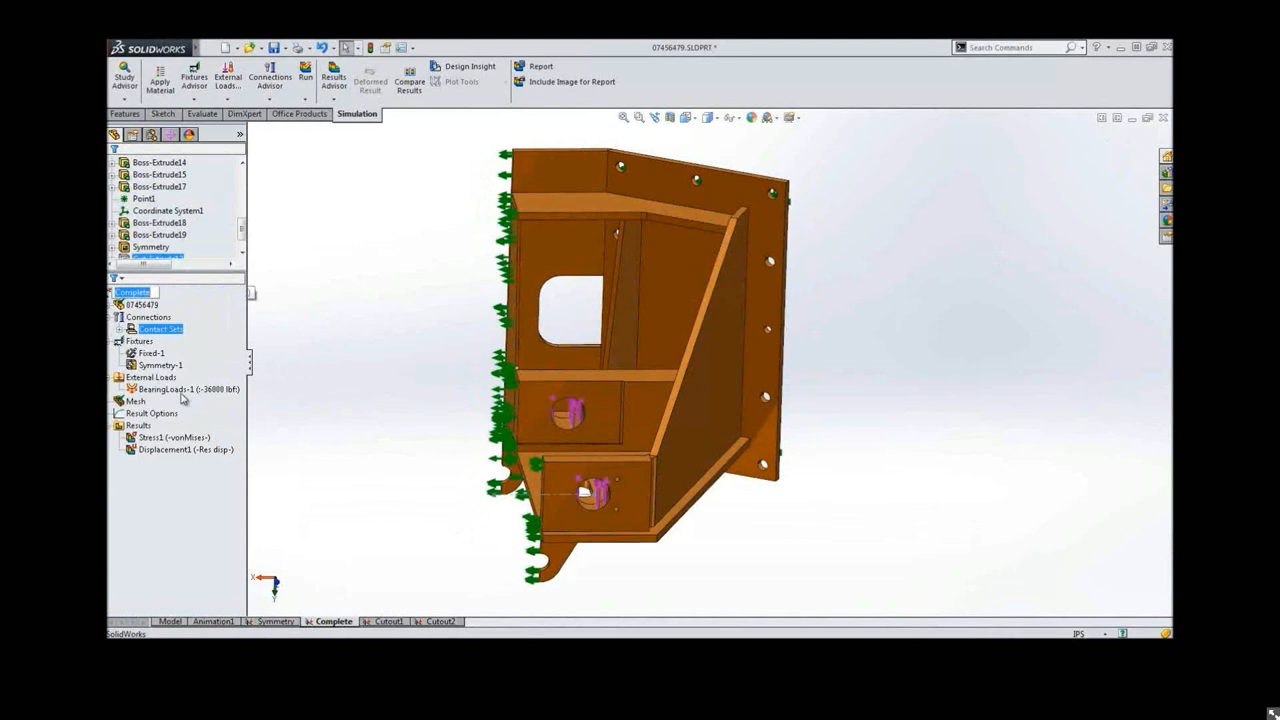 SOLIDWORKS
07456479.SLDPRT *
Search Commands
Study Advisor
Apply Material
Fixtures Advisor
External Loads...
Connections Advisor
Run
Results Advisor
Deformed Result
Compare Results
Design Insight
Plot Tools
Report
Include Image for Report
Features
Sketch
Evaluate
DimXpert
Office Products
Simulation
Boss-Extrude14
Boss-Extrude15
Boss-Extrude17
Point1
Coordinate System1
Boss-Extrude18
Boss-Extrude19
Symmetry
Complete
07456479
Connections
Contact Sets
Fixtures
Fixed-1
Symmetry-1
External Loads
BearingLoads-1 (:-36000 lbf:)
Mesh
Result Options
Results
Stress1 (-vonMises-)
Displacement1 (-Res disp-)
X
Y
Model
Animation1
Symmetry
Complete
Cutout1
Cutout2
SolidWorks
IPS